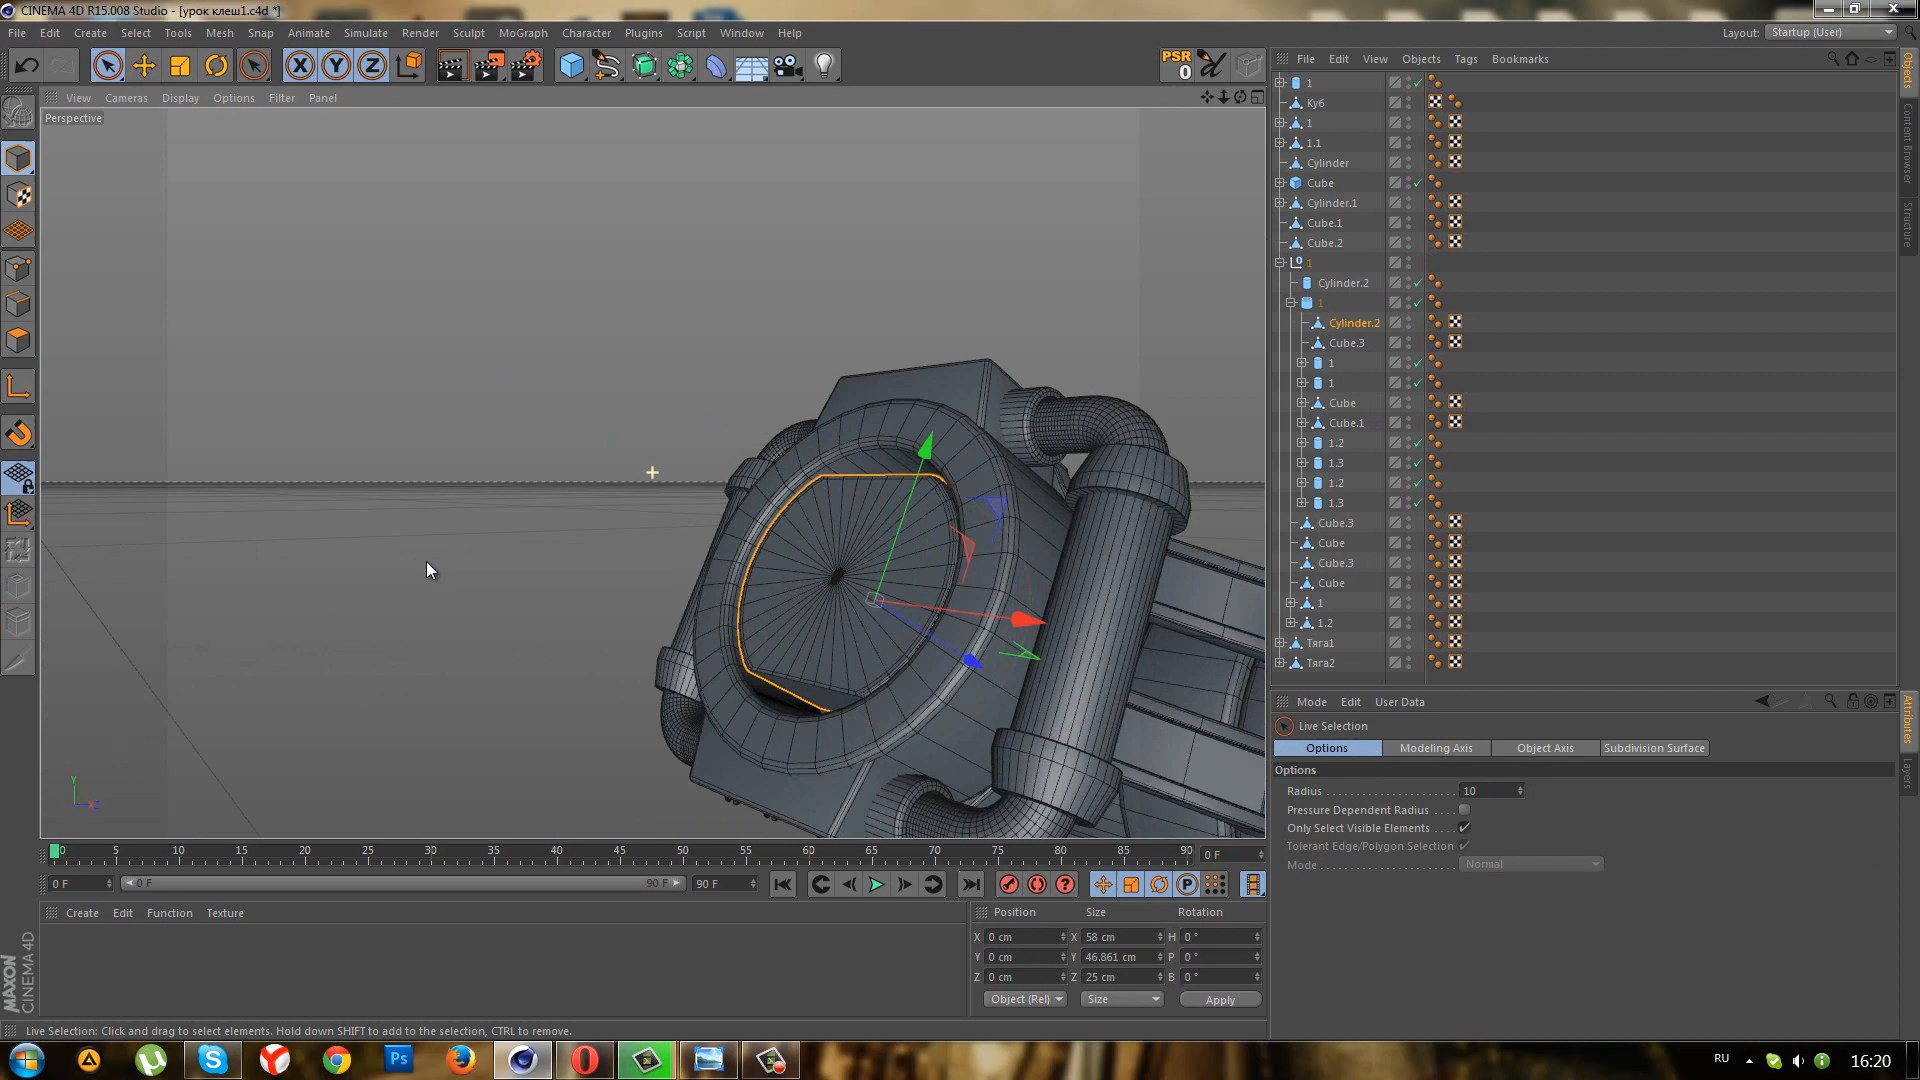 CINEMA 4D R15.008 Studio - [урок клеш1.c4d *]
File Edit Create Select Tools Mesh Snap Animate Simulate Render Sculpt MoGraph Character Plugins Script Window Help
Layout: Startup (User)
X Y Z
PSR
0
View Cameras Display Options Filter Panel
Perspective
Y
X
File Edit View Objects Tags Bookmarks
1
Куб
1
1.1
Cylinder
Cube
Cylinder.1
Cube.1
Cube.2
1
Cylinder.2
1
Cylinder.2
Cube.3
1
1
Cube
Cube.1
1.2
1.3
1.2
1.3
Cube.3
Cube
Cube.3
Cube
1
1.2
Тяга1
Тяга2
Objects
Content Browser
Structure
Mode Edit User Data
Live Selection
Options Modeling Axis Object Axis Subdivision Surface
Options
Radius 10
Pressure Dependent Radius
Only Select Visible Elements
Tolerant Edge/Polygon Selection
Mode Normal
Attributes
Layers
0 5 10 15 20 25 30 35 40 45 50 55 60 65 70 75 80 85 90 0 F
0 F 0 F 90 F 90 F
Create Edit Function Texture
Position Size Rotation
X 0 cm X 58 cm H 0 °
Y 0 cm Y 46.861 cm P 0 °
Z 0 cm Z 25 cm B 0 °
Object (Rel) Size Apply
MAXON
CINEMA 4D
Live Selection: Click and drag to select elements. Hold down SHIFT to add to the selection, CTRL to remove.
Ps
RU 16:20